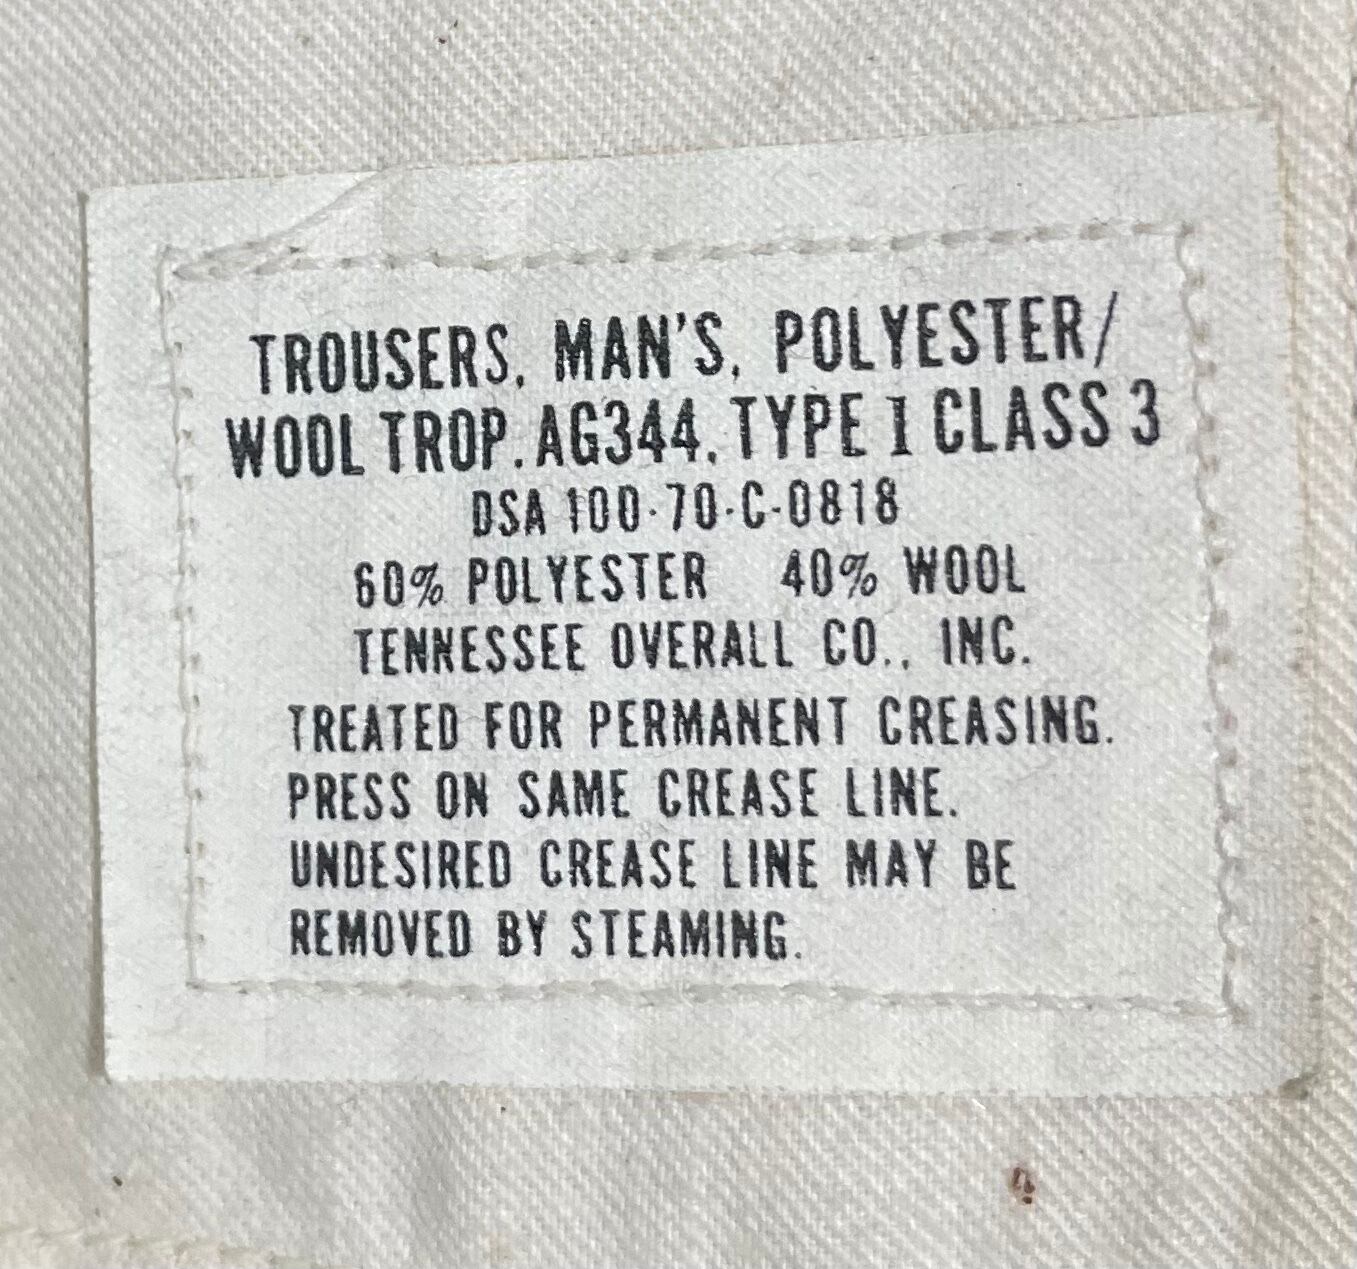 TROUSERS, MAN'S, POLYESTER/
WOOL TROP. AG344, TYPE I CLASS 3
DSA 100-70-C-0818
60% POLYESTER 40% WOOL
TENNESSEE OVERALL CO., INC.
TREATED FOR PERMANENT CREASING.
PRESS ON SAME CREASE LINE.
UNDESIRED CREASE LINE MAY BE
REMOVED BY STEAMING.